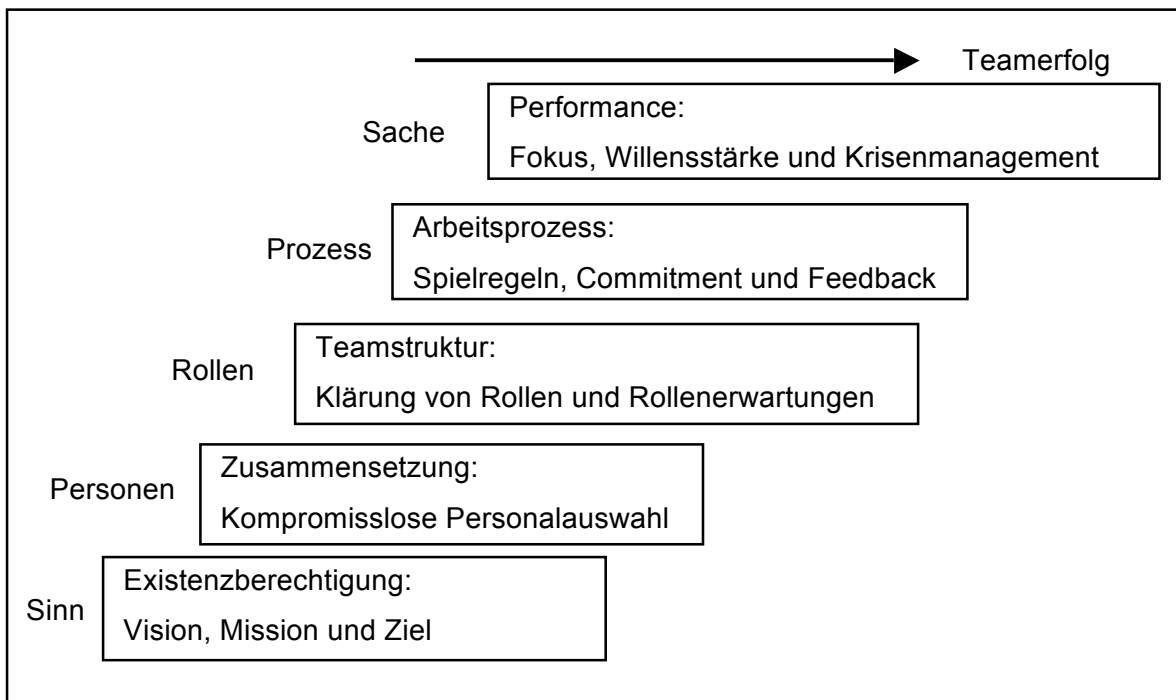 Teamerfolg
Sache
Performance:
Fokus, Willensstärke und Krisenmanagement
Prozess
Arbeitsprozess:
Spielregeln, Commitment und Feedback
Rollen
Teamstruktur:
Klärung von Rollen und Rollenerwartungen
Personen
Zusammensetzung:
Kompromisslose Personalauswahl
Sinn
Existenzberechtigung:
Vision, Mission und Ziel